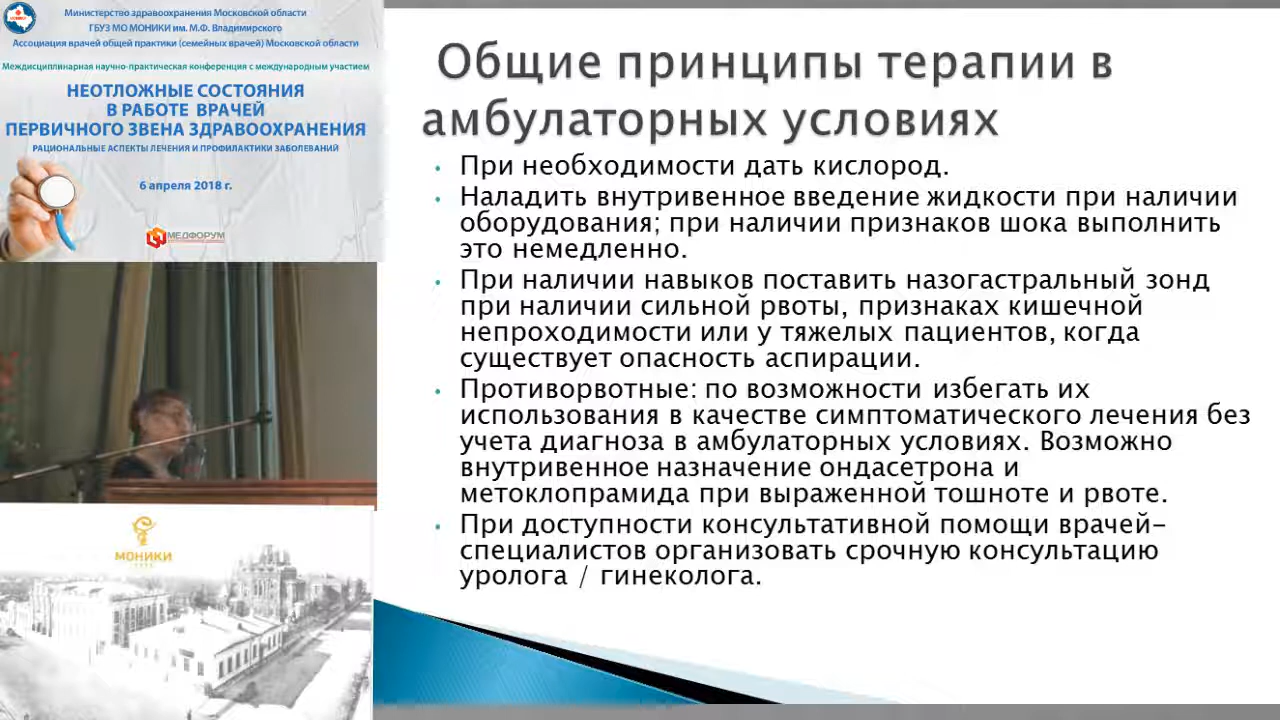 Министерство здравоохранения Московской области
ГБУЗ МО МОНИКИ им. М.Ф. Владимирского
Ассоциация врачей общей практики (семейных врачей) Московской области
Междисциплинарная научно-практическая конференция с международным участием
НЕОТЛОЖНЫЕ СОСТОЯНИЯ
В РАБОТЕ ВРАЧЕЙ
ПЕРВИЧНОГО ЗВЕНА ЗДРАВООХРАНЕНИЯ
РАЦИОНАЛЬНЫЕ АСПЕКТЫ ЛЕЧЕНИЯ И ПРОФИЛАКТИКИ ЗАБОЛЕВАНИЙ
6 апреля 2018 г.
МЕДФОРУМ
МОНИКИ
Общие принципы терапии в
амбулаторных условиях
• При необходимости дать кислород.
• Наладить внутривенное введение жидкости при наличии
оборудования; при наличии признаков шока выполнить
это немедленно.
• При наличии навыков поставить назогастральный зонд
при наличии сильной рвоты, признаках кишечной
непроходимости или у тяжелых пациентов, когда
существует опасность аспирации.
• Противорвотные: по возможности избегать их
использования в качестве симптоматического лечения без
учета диагноза в амбулаторных условиях. Возможно
внутривенное назначение ондасетрона и
метоклопрамида при выраженной тошноте и рвоте.
• При доступности консультативной помощи врачей-
специалистов организовать срочную консультацию
уролога / гинеколога.